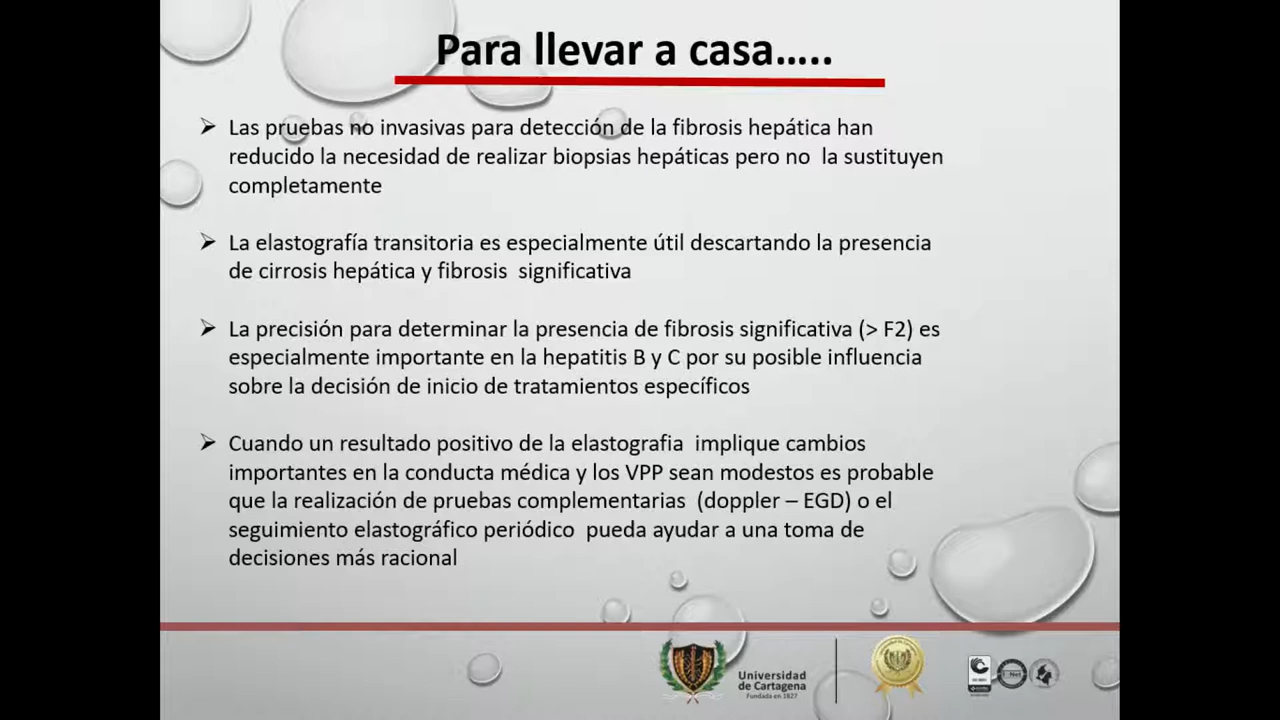 Para llevar a casa.....
Las pruebas no invasivas para detección de la fibrosis hepática han
reducido la necesidad de realizar biopsias hepáticas pero no la sustituyen
completamente
La elastografía transitoria es especialmente útil descartando la presencia
de cirrosis hepática y fibrosis significativa
La precisión para determinar la presencia de fibrosis significativa (> F2) es
especialmente importante en la hepatitis B y C por su posible influencia
sobre la decisión de inicio de tratamientos específicos
Cuando un resultado positivo de la elastografia implique cambios
importantes en la conducta médica y los VPP sean modestos es probable
que la realización de pruebas complementarias (doppler – EGD) o el
seguimiento elastográfico periódico pueda ayudar a una toma de
decisiones más racional
Universidad
de Cartagena
Fundada en 1827